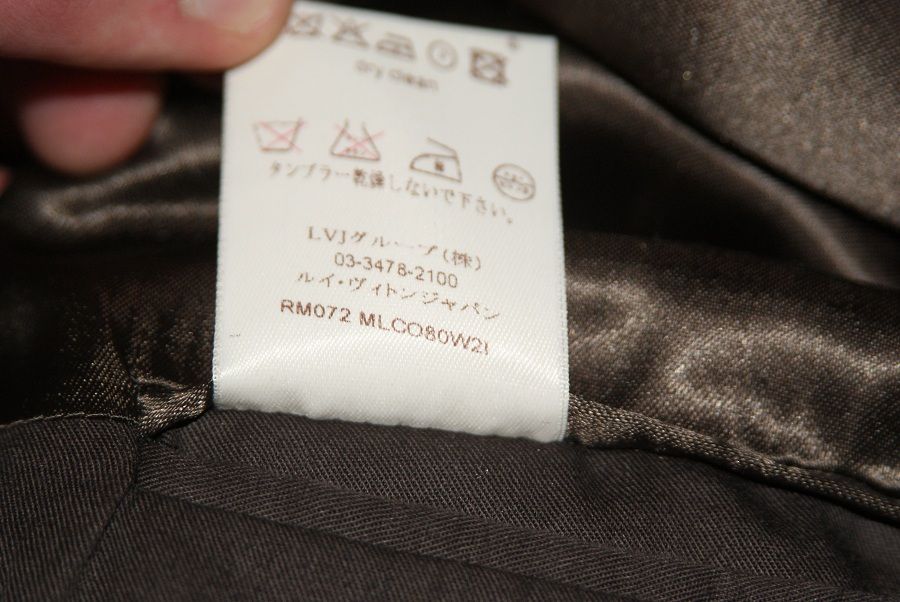 Dry clean
タンブラー乾燥しないで下さい。
LVJグループ(株)
03-3478-2100
ルイ・ヴィトンジャパン
RM072 MLCO80W2I